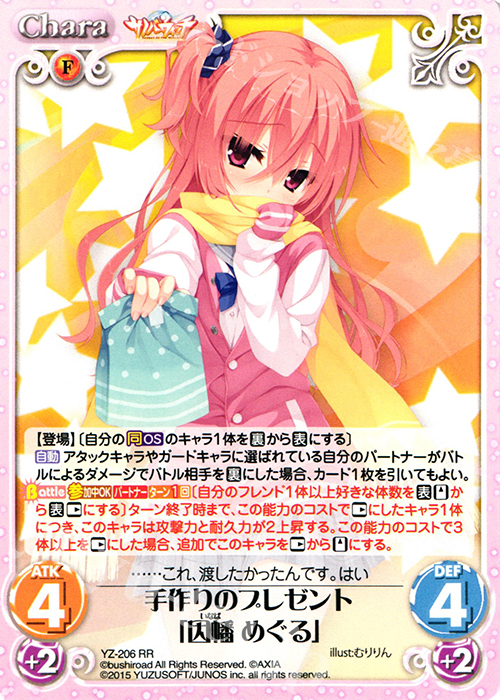 Chara
サノバウィッチ
F
【登場】〔自分の同OSのキャラ1体を裏から表にする〕
自動 アタックキャラやガードキャラに選ばれている自分のパートナーがバト
ルによるダメージでバトル相手を裏にした場合、カード1枚を引いてもよい。
Battle 参加中OK パートナー ターン1回〔自分のフレンド1体以上好きな体数を表から
表にする〕ターン終了時まで、この能力のコストでにしたキャラ1体
につき、このキャラは攻撃力と耐久力が2上昇する。この能力のコストで3
体以上をにした場合、追加でこのキャラをからにする。
……これ、渡したかったんです。はい
ATK
4
+2
手作りのプレゼント
いなば
「因幡 めぐる」
DEF
4
+2
YZ-206 RR
illust:むりりん
©bushiroad All Rights Reserved. ©AXIA
©2015 YUZUSOFT/JUNOS inc. all rights reserved.